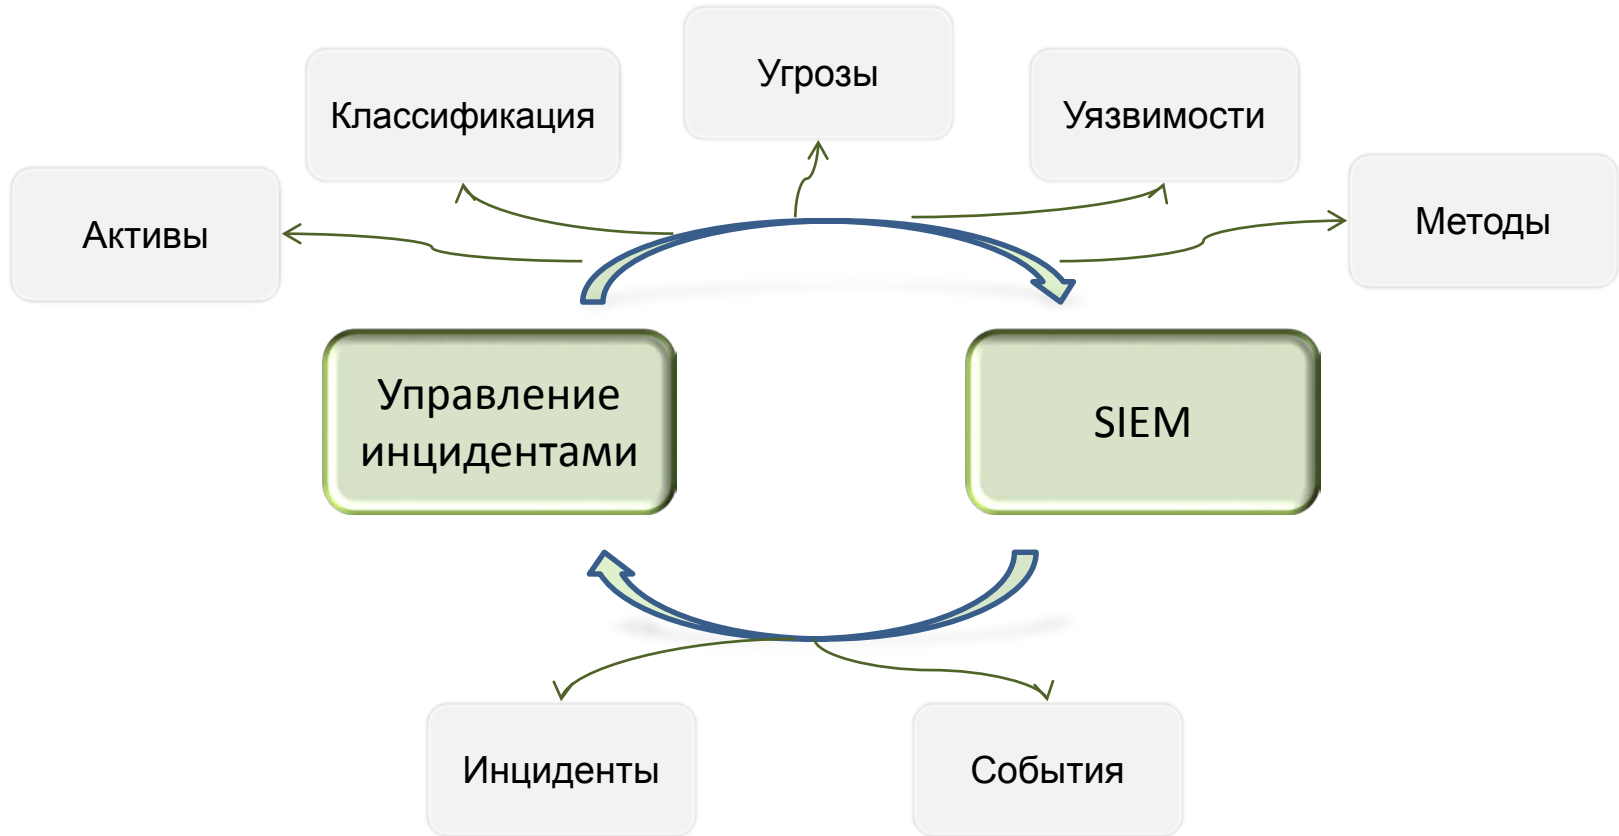 Угрозы
Классификация
Уязвимости
Активы
Методы
Управление
инцидентами
SIEM
Инциденты
События